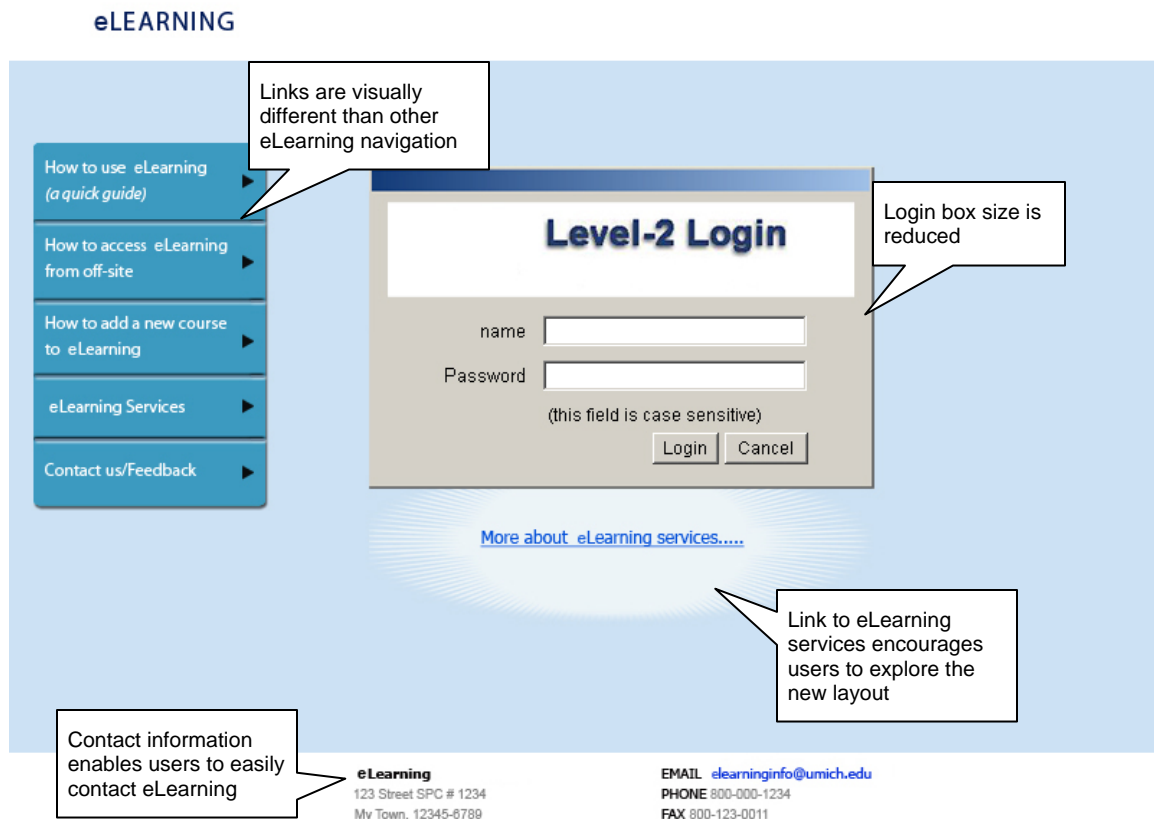 eLEARNING
Links are visually
different than other
eLearning navigation
How to use eLearning
(a quick guide)
How to access eLearning
from off-site
How to add a new course
to eLearning
eLearning Services
Contact us/Feedback
Level-2 Login
name
Password
(this field is case sensitive)
Login Cancel
Login box size is
reduced
More about eLearning services.....
Link to eLearning
services encourages
users to explore the
new layout
Contact information
enables users to easily
contact eLearning
eLearning
123 Street SPC # 1234
My Town, 12345-6789
EMAIL elearninginfo@umich.edu
PHONE 800-000-1234
FAX 800-123-0011